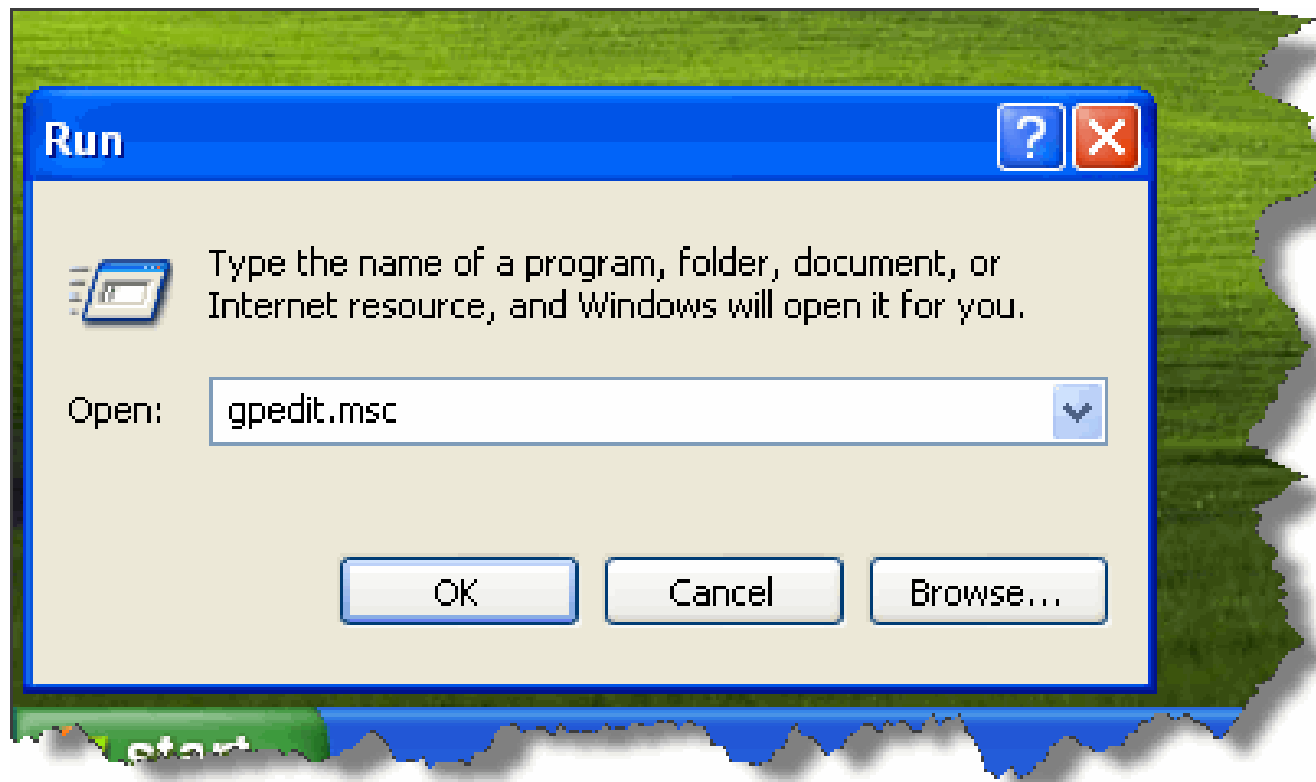 Run
Type the name of a program, folder, document, or
Internet resource, and Windows will open it for you.
Open: gpedit.msc
OK Cancel Browse...
start